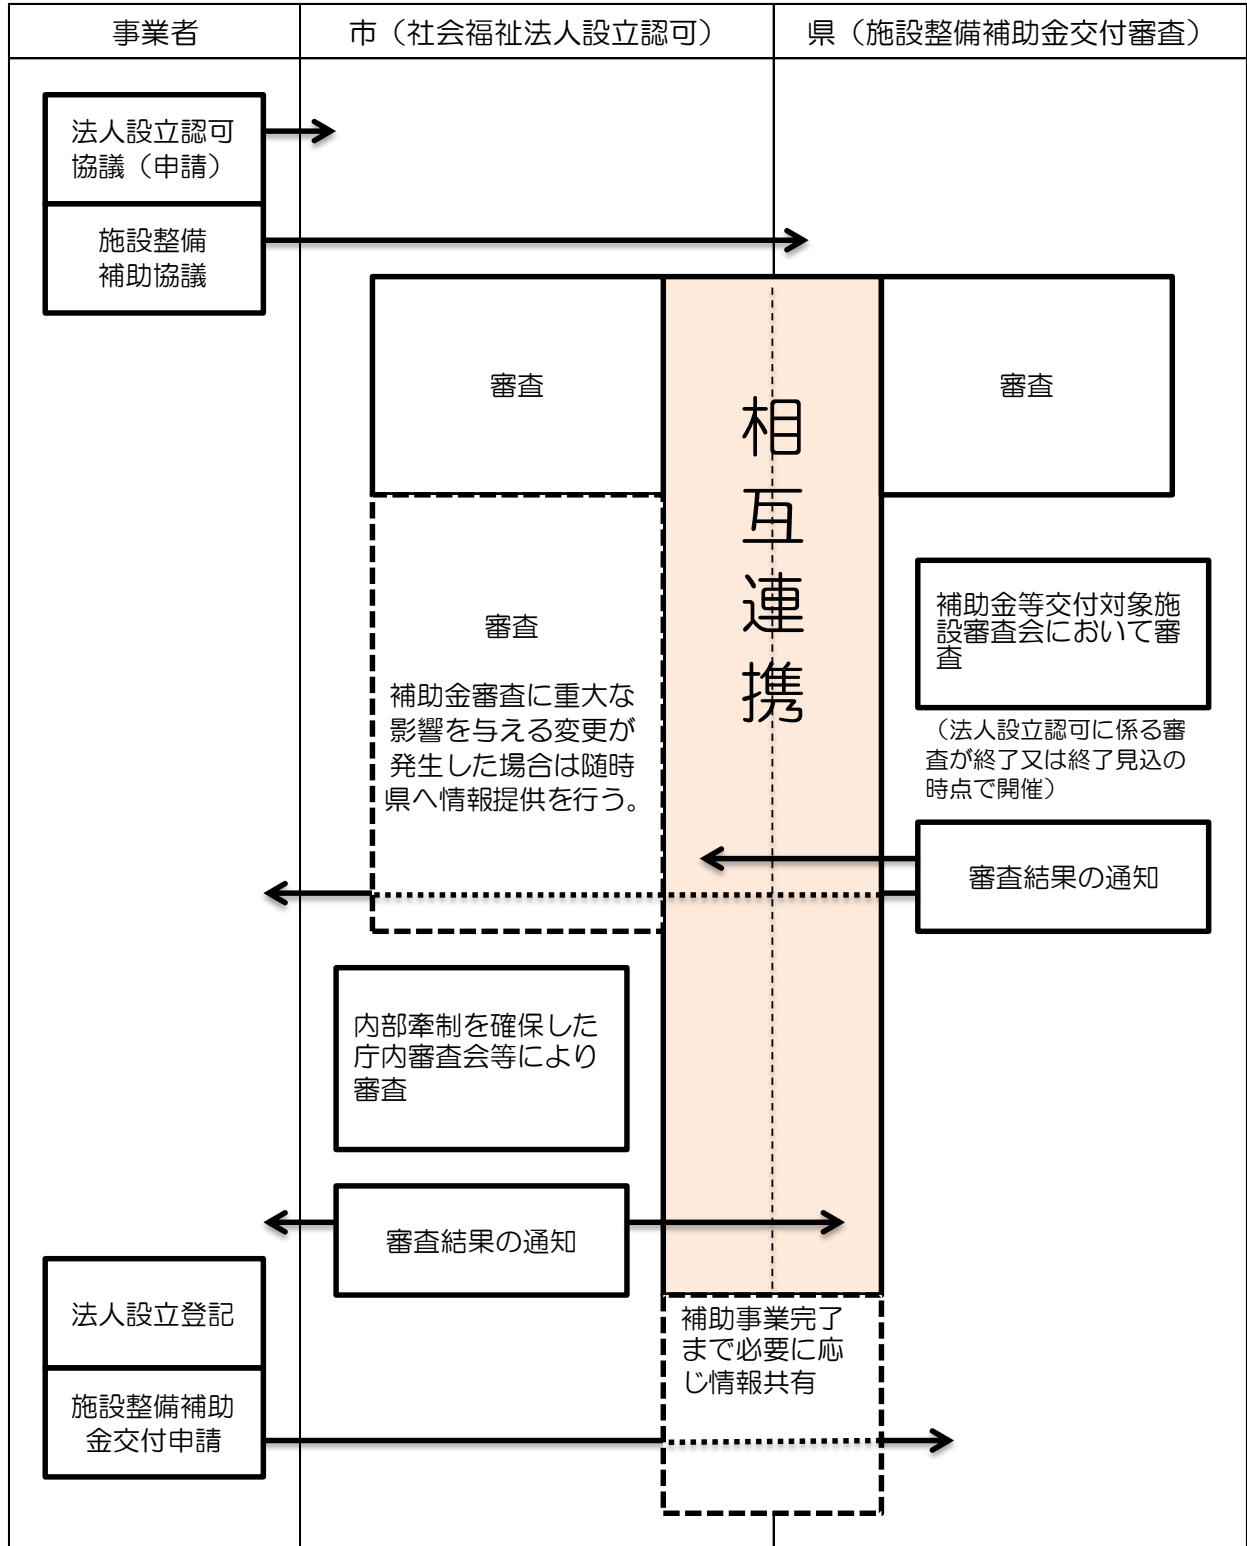 事業者
市（社会福祉法人設立認可）
県（施設整備補助金交付審査）
法人設立認可
協議（申請）
施設整備
補助協議
審査
審査
相
互
連
携
審査
補助金審査に重大な
影響を与える変更が
発生した場合は随時
県へ情報提供を行う。
補助金等交付対象施
設審査会において審
査
（法人設立認可に係る審
査が終了又は終了見込の
時点で開催）
審査結果の通知
内部牽制を確保した
庁内審査会等により
審査
審査結果の通知
法人設立登記
施設整備補助
金交付申請
補助事業完了
まで必要に応
じ情報共有